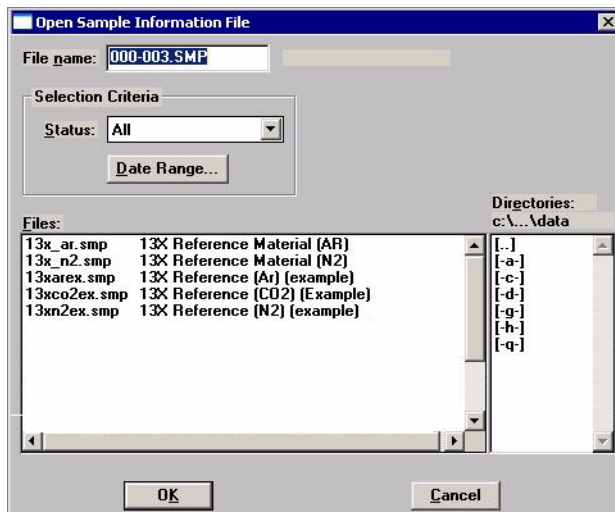 Open Sample Information File
File name: 000-003.SMP
Selection Criteria
Status: All
Date Range...
Directories:
c:\...\data
Files:
13x_ar.smp 13X Reference Material (AR)
13x_n2.smp 13X Reference Material (N2)
13xarex.smp 13X Reference (Ar) (example)
13xco2ex.smp 13X Reference (CO2) (Example)
13xn2ex.smp 13X Reference (N2) (example)
[..]
[-a-]
[-c-]
[-d-]
[-g-]
[-h-]
[-q-]
OK
Cancel